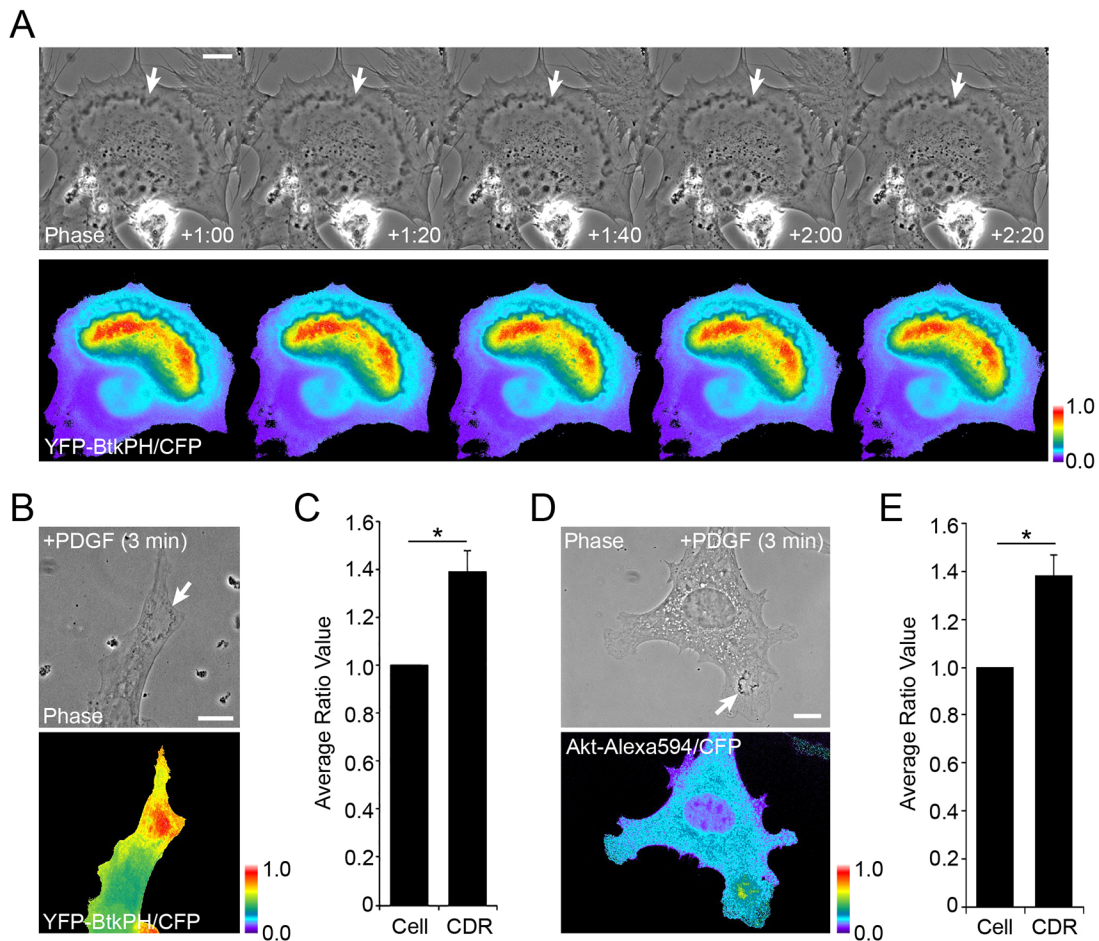 A
Phase
+1:00
+1:20
+1:40
+2:00
+2:20
YFP-BtkPH/CFP
1.0
0.0
B
+PDGF (3 min)
Phase
YFP-BtkPH/CFP
1.0
0.0
C
Average Ratio Value
1.6
1.4
1.2
1.0
0.8
0.6
0.4
0.2
0
*
Cell
CDR
D
Phase +PDGF (3 min)
Akt-Alexa594/CFP
1.0
0.0
E
Average Ratio Value
1.6
1.4
1.2
1.0
0.8
0.6
0.4
0.2
0
*
Cell
CDR